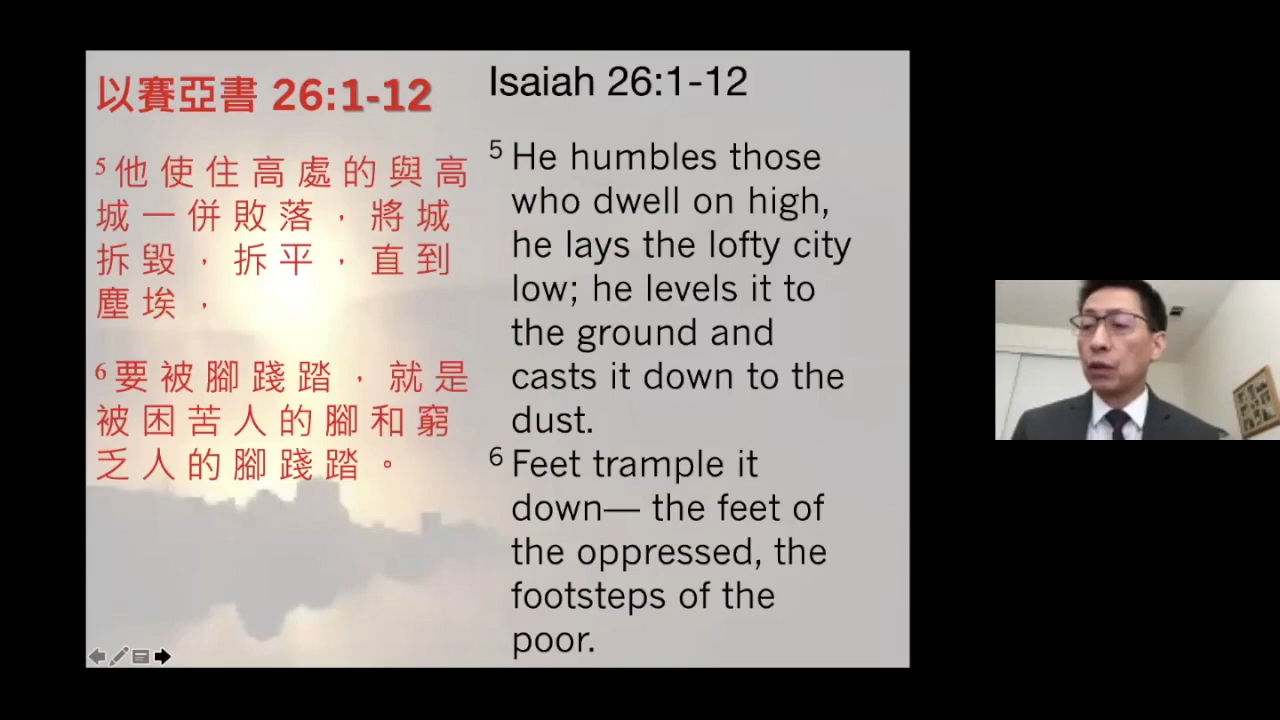 以賽亞書 26:1-12
5 他使住高處的與高
城一併敗落，將城
拆毀，拆平，直到
塵埃，
6 要被腳踐踏，就是
被困苦人的腳和窮
乏人的腳踐踏。
Isaiah 26:1-12
5 He humbles those
who dwell on high,
he lays the lofty city
low; he levels it to
the ground and
casts it down to the
dust.
6 Feet trample it
down— the feet of
the oppressed, the
footsteps of the
poor.